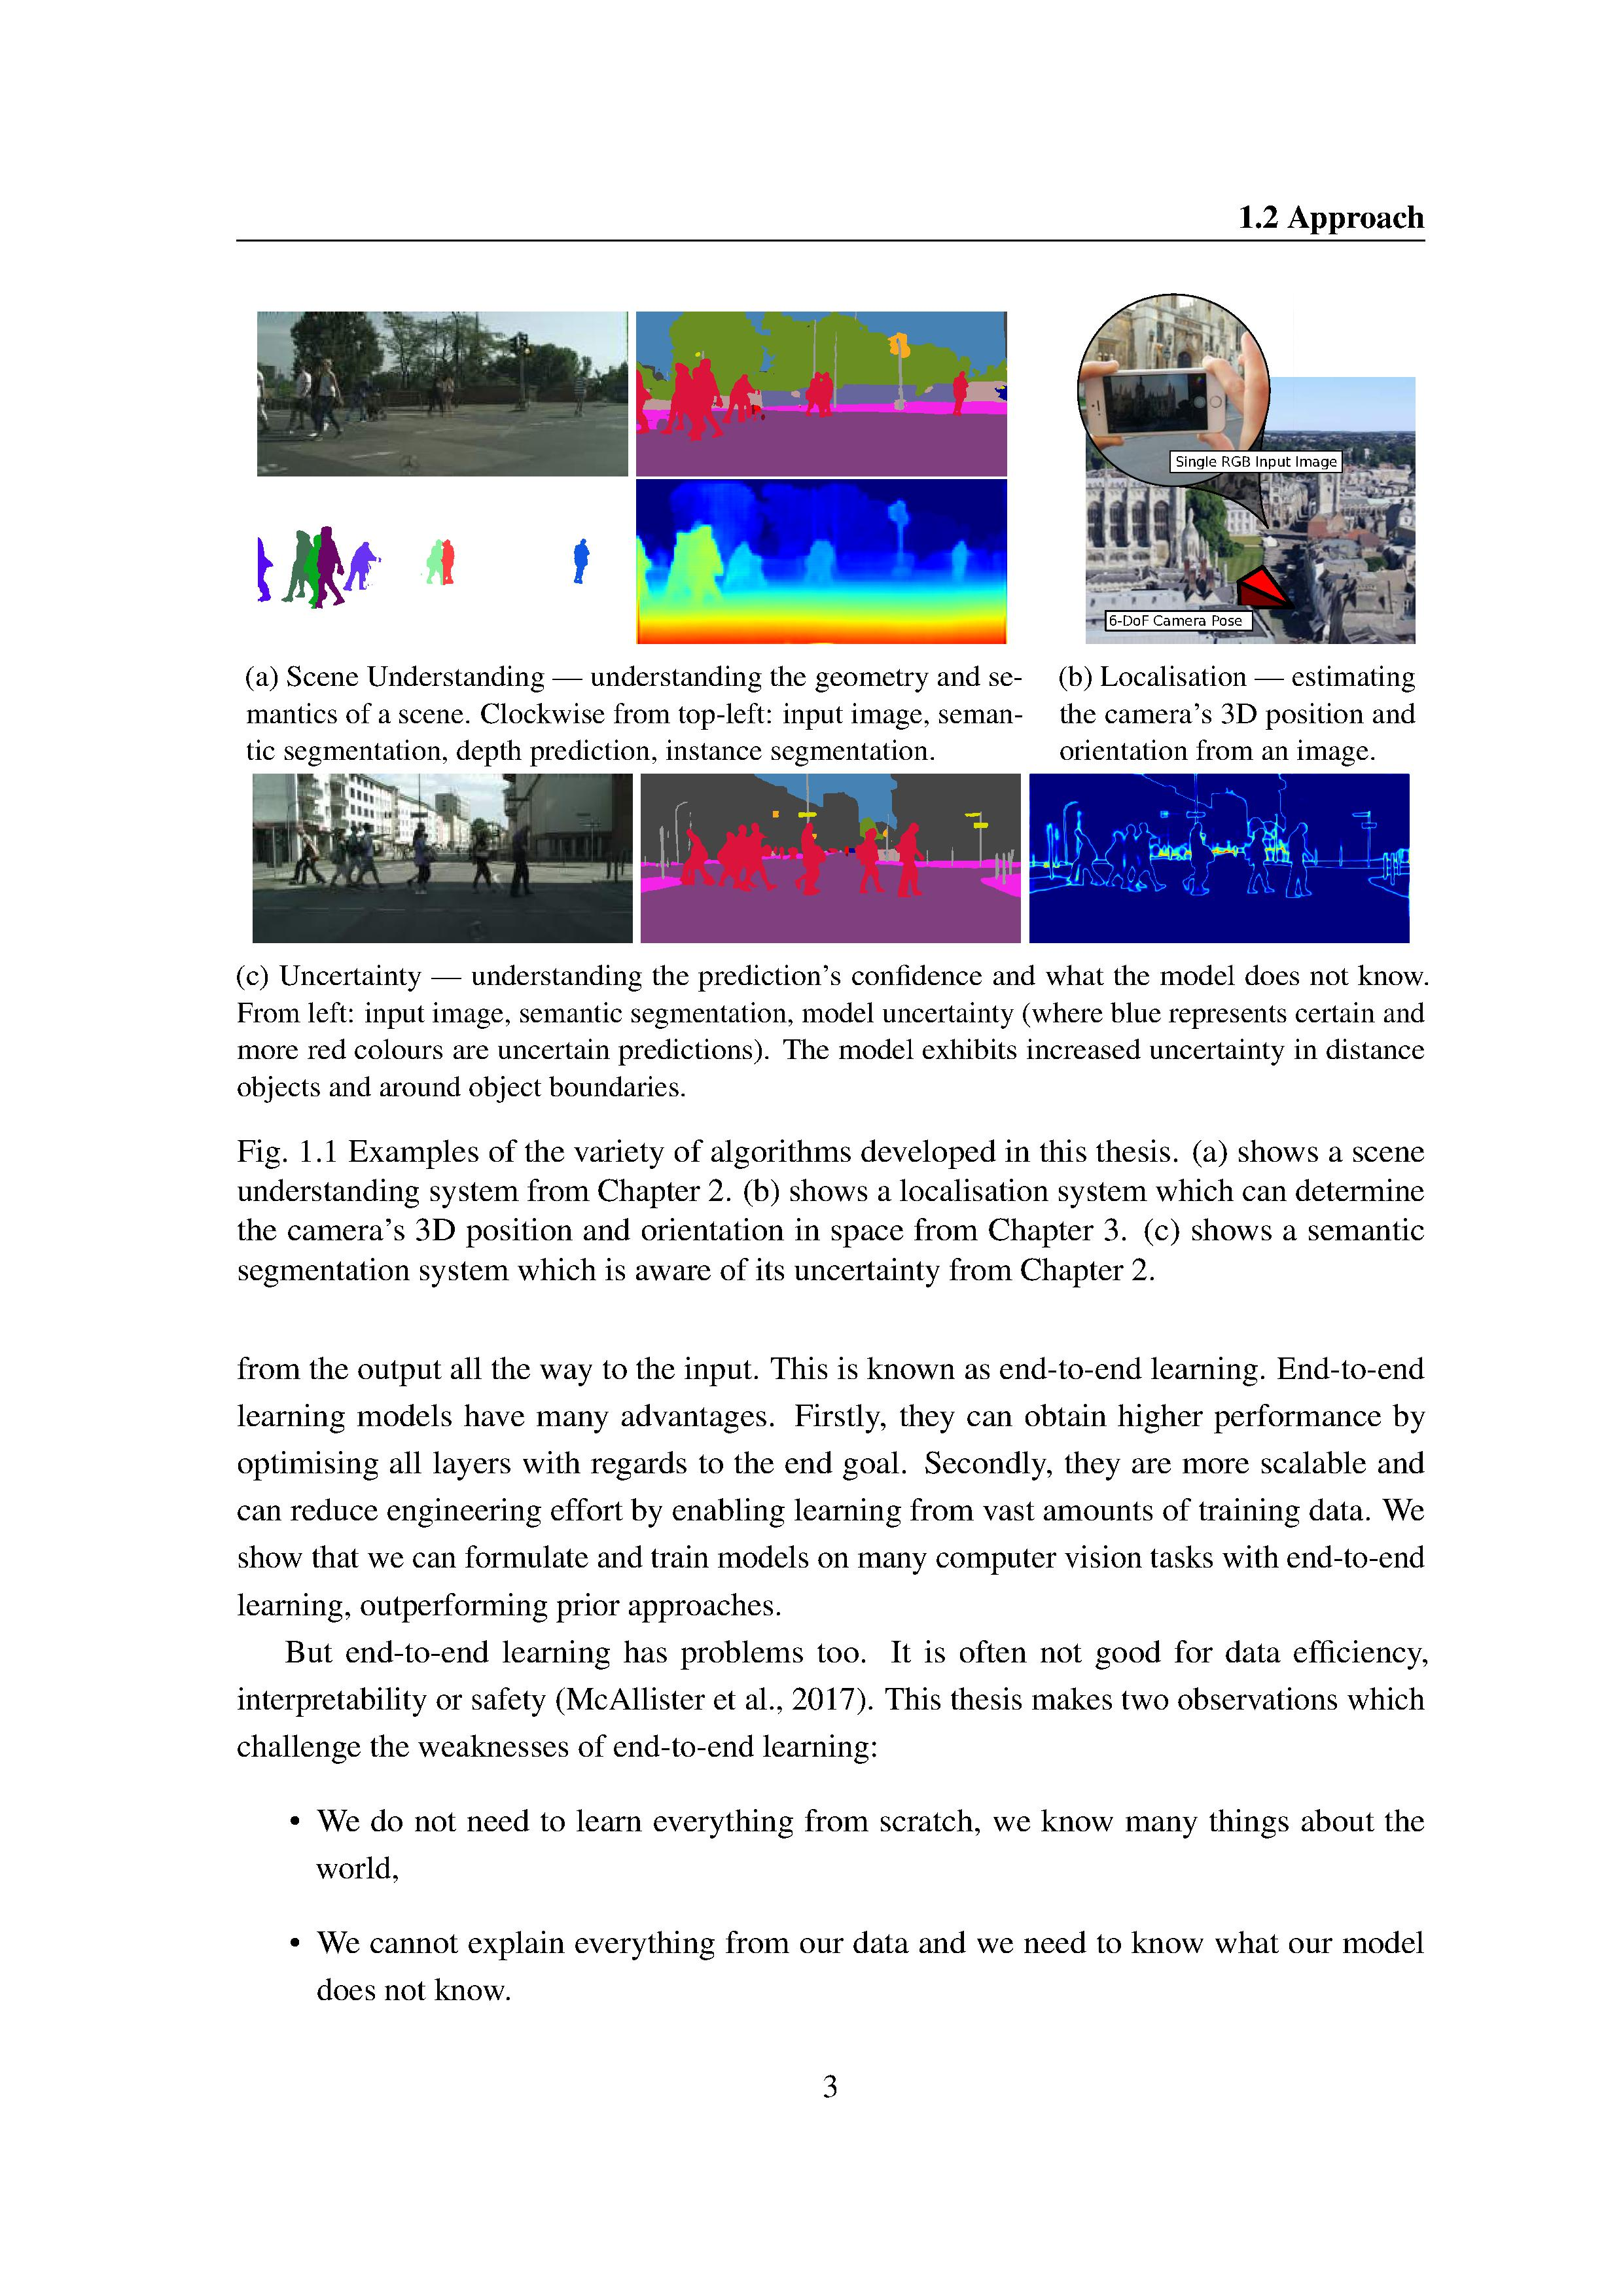 1.2 Approach
Single RGB Input Image
6-DoF Camera Pose
(a) Scene Understanding — understanding the geometry and se-
mantics of a scene. Clockwise from top-left: input image, seman-
tic segmentation, depth prediction, instance segmentation.
(b) Localisation — estimating
the camera's 3D position and
orientation from an image.
(c) Uncertainty — understanding the prediction's confidence and what the model does not know.
From left: input image, semantic segmentation, model uncertainty (where blue represents certain and
more red colours are uncertain predictions). The model exhibits increased uncertainty in distance
objects and around object boundaries.
Fig. 1.1 Examples of the variety of algorithms developed in this thesis. (a) shows a scene
understanding system from Chapter 2. (b) shows a localisation system which can determine
the camera's 3D position and orientation in space from Chapter 3. (c) shows a semantic
segmentation system which is aware of its uncertainty from Chapter 2.
from the output all the way to the input. This is known as end-to-end learning. End-to-end
learning models have many advantages. Firstly, they can obtain higher performance by
optimising all layers with regards to the end goal. Secondly, they are more scalable and
can reduce engineering effort by enabling learning from vast amounts of training data. We
show that we can formulate and train models on many computer vision tasks with end-to-end
learning, outperforming prior approaches.
But end-to-end learning has problems too. It is often not good for data efficiency,
interpretability or safety (McAllister et al., 2017). This thesis makes two observations which
challenge the weaknesses of end-to-end learning:
• We do not need to learn everything from scratch, we know many things about the
world,
• We cannot explain everything from our data and we need to know what our model
does not know.
3